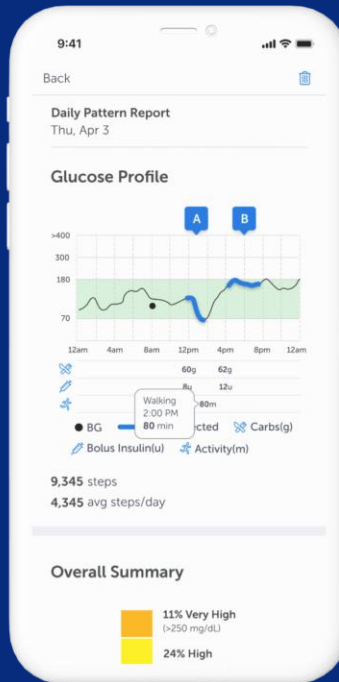 9:41
Back
Daily Pattern Report
Thu, Apr 3
Glucose Profile
A B
>400
300
180
70
12am 4am 8am 12pm 4pm 8pm 12am
60g 62g
8u 12u
80m
Walking
2:00 PM
80 min
BG cted Carbs(g)
Bolus Insulin(u) Activity(m)
9,345 steps
4,345 avg steps/day
Overall Summary
11% Very High
(>250 mg/dL)
24% High